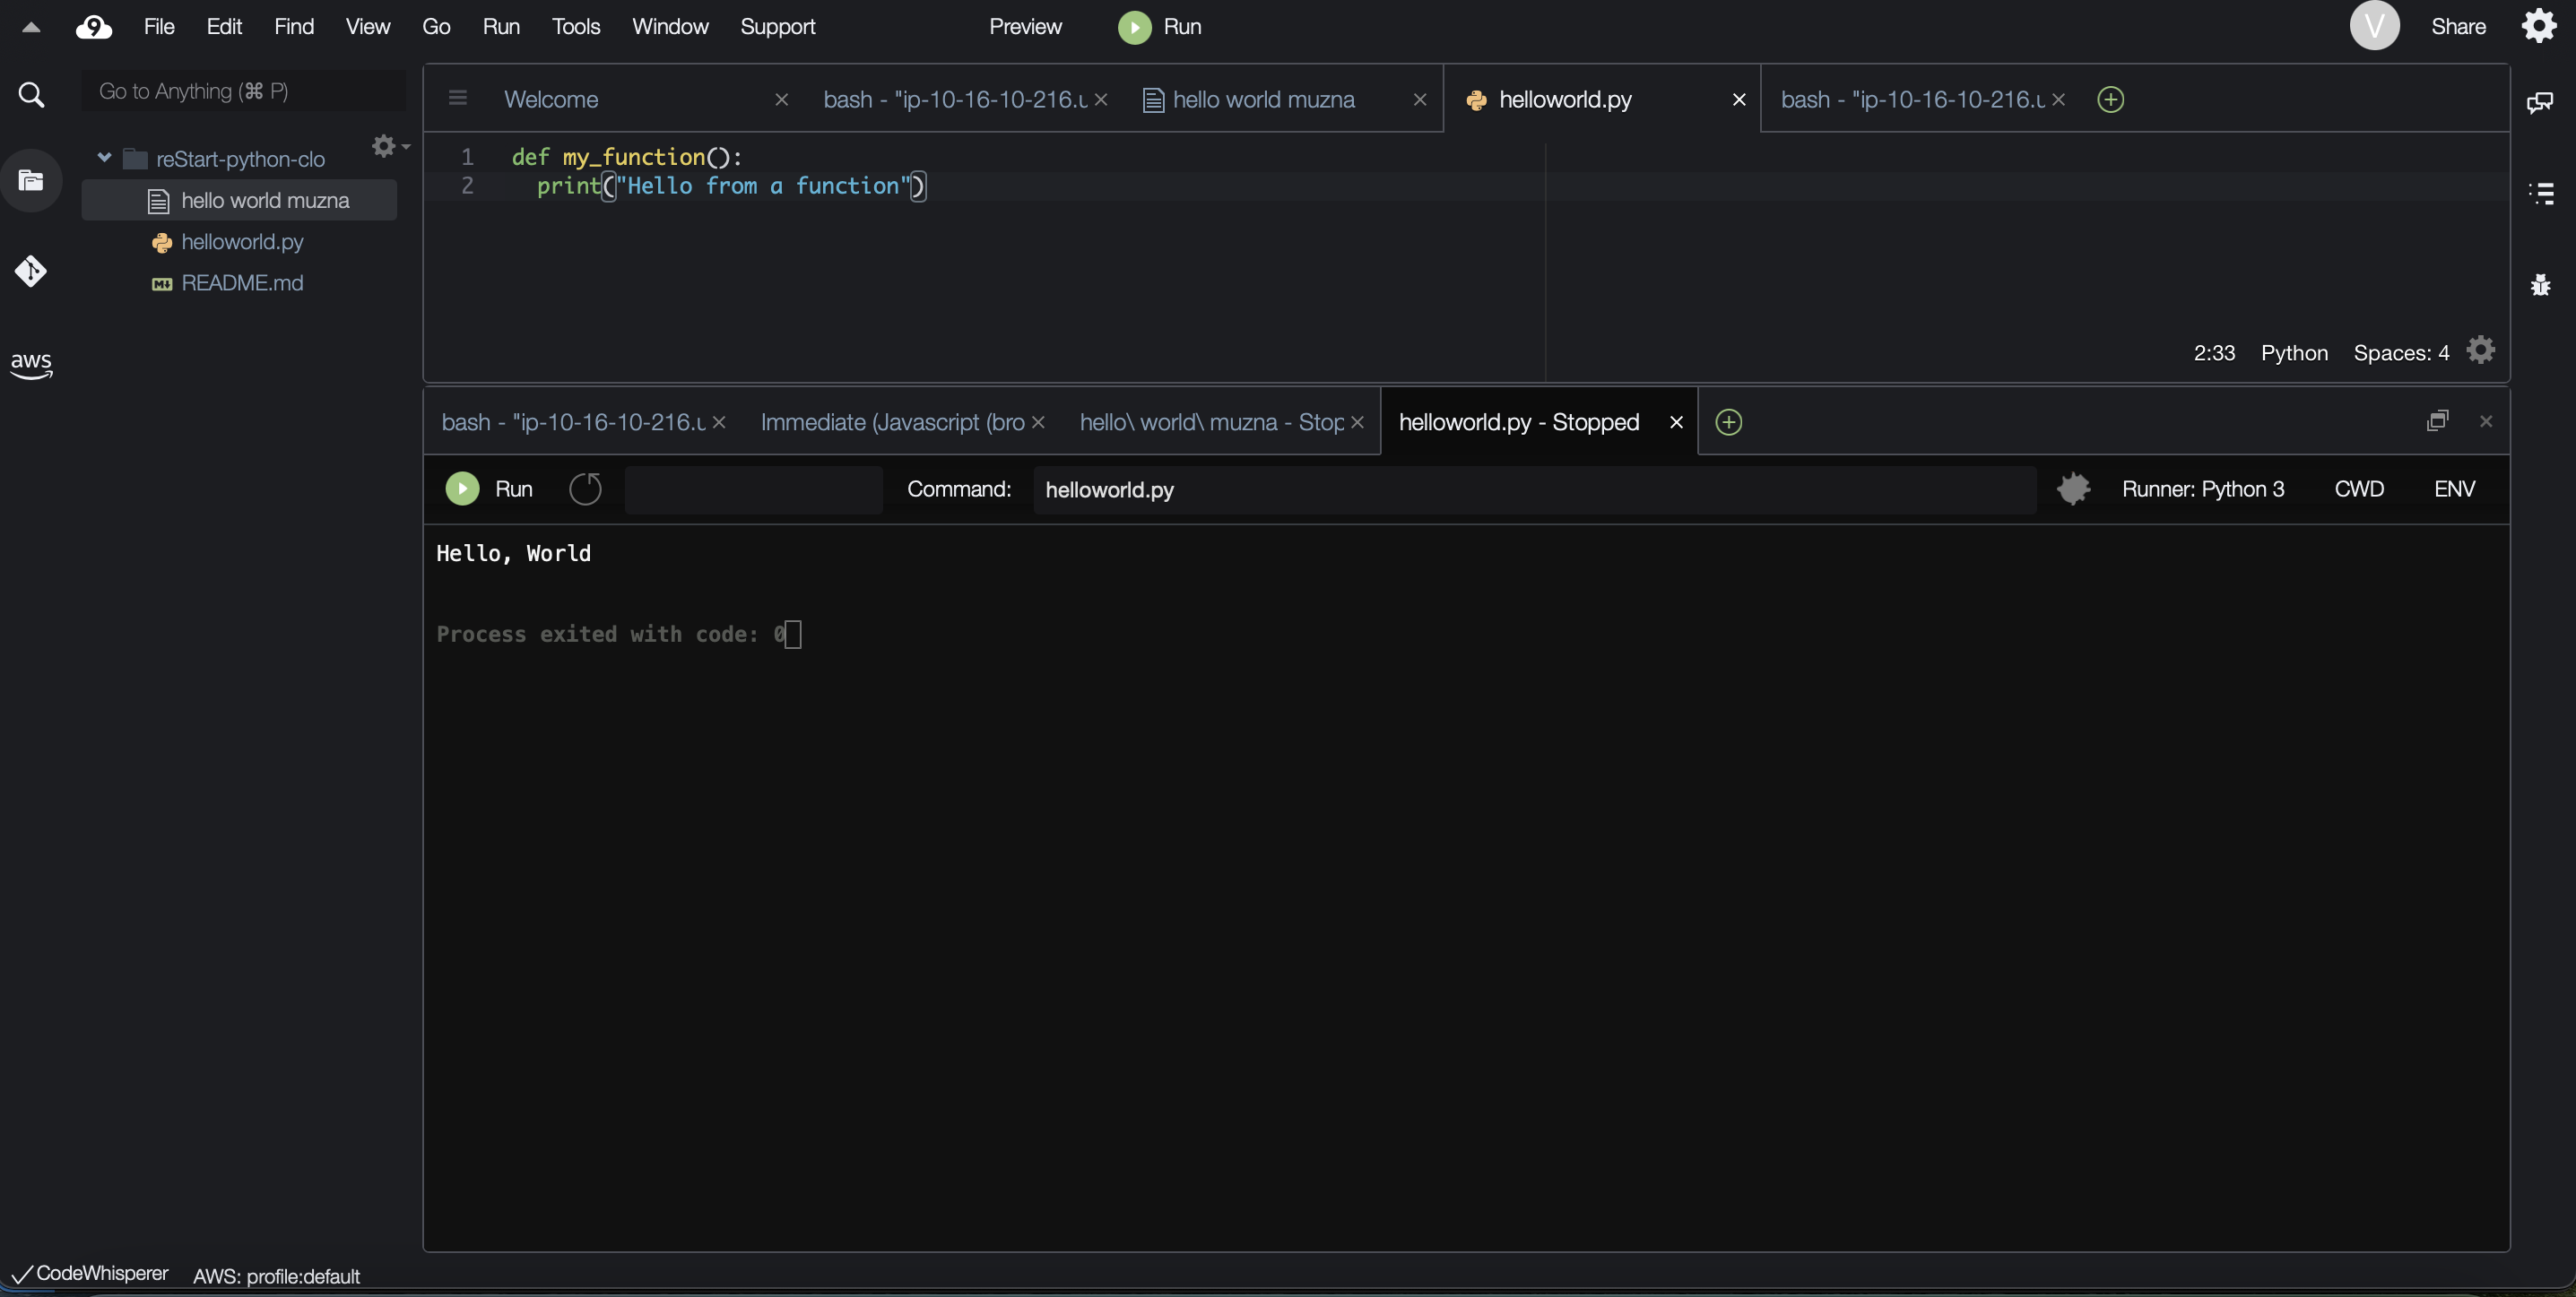 9 File Edit Find View Go Run Tools Window Support Preview Run V Share
Go to Anything (⌘ P)
reStart-python-clo
hello world muzna
helloworld.py
README.md
aws
Welcome bash - "ip-10-16-10-216.u hello world muzna helloworld.py bash - "ip-10-16-10-216.u
1 def my_function():
2 print("Hello from a function")
2:33 Python Spaces: 4
bash - "ip-10-16-10-216.u Immediate (Javascript (bro hello\ world\ muzna - Stop helloworld.py - Stopped
Run Command: helloworld.py Runner: Python 3 CWD ENV
Hello, World
Process exited with code: 0
CodeWhisperer AWS: profile:default